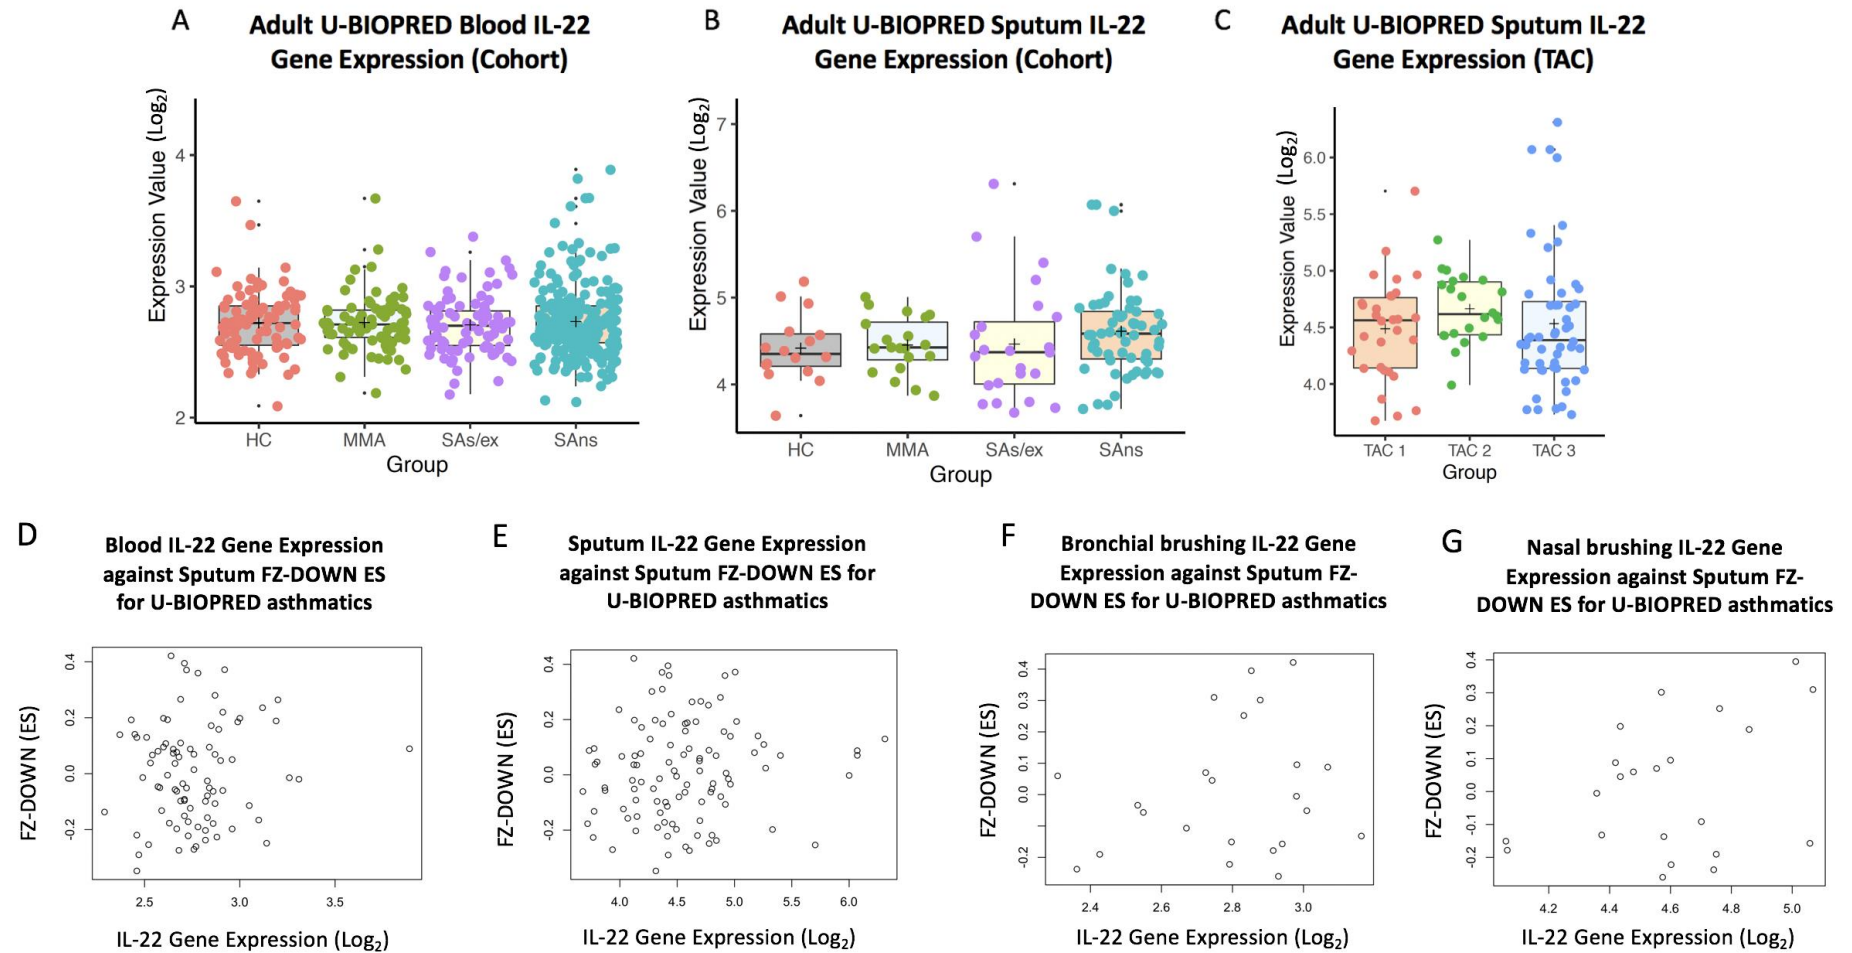 A
Adult U-BIOPRED Blood IL-22
Gene Expression (Cohort)
Expression Value (Log2)
4
3
2
HC MMA SAs/ex SAns
Group
B
Adult U-BIOPRED Sputum IL-22
Gene Expression (Cohort)
Expression Value (Log2)
7
6
5
4
HC MMA SAs/ex SAns
Group
C
Adult U-BIOPRED Sputum IL-22
Gene Expression (TAC)
Expression Value (Log2)
6.0
5.5
5.0
4.5
4.0
TAC 1 TAC 2 TAC 3
Group
D
Blood IL-22 Gene Expression
against Sputum FZ-DOWN ES
for U-BIOPRED asthmatics
FZ-DOWN (ES)
0.4
0.2
0.0
-0.2
2.5 3.0 3.5
IL-22 Gene Expression (Log2)
E
Sputum IL-22 Gene Expression
against Sputum FZ-DOWN ES for
U-BIOPRED asthmatics
FZ-DOWN (ES)
0.4
0.2
0.0
-0.2
4.0 4.5 5.0 5.5 6.0
IL-22 Gene Expression (Log2)
F
Bronchial brushing IL-22 Gene
Expression against Sputum FZ-
DOWN ES for U-BIOPRED asthmatics
FZ-DOWN (ES)
0.4
0.3
0.2
0.1
0.0
-0.2
2.4 2.6 2.8 3.0
IL-22 Gene Expression (Log2)
G
Nasal brushing IL-22 Gene
Expression against Sputum FZ-
DOWN ES for U-BIOPRED asthmatics
FZ-DOWN (ES)
0.4
0.3
0.2
0.1
0.0
-0.1
-0.2
4.2 4.4 4.6 4.8 5.0
IL-22 Gene Expression (Log2)